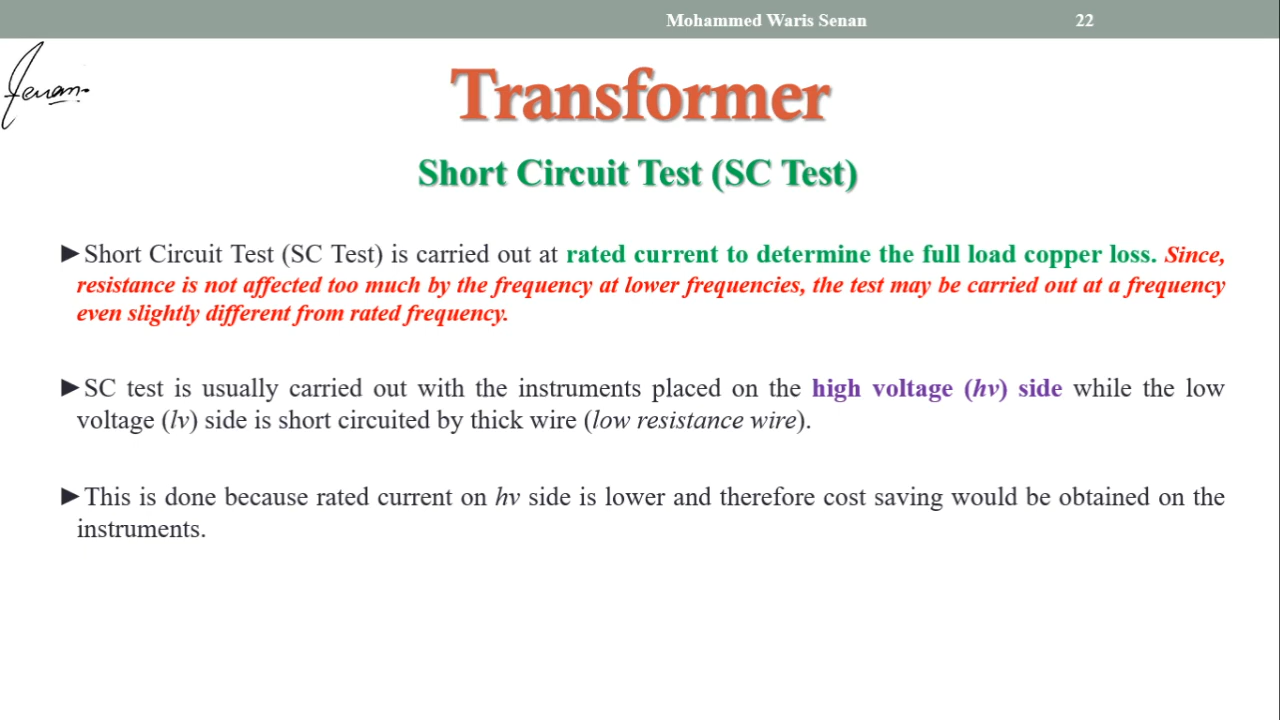 Mohammed Waris Senan 22
Senan
Transformer
Short Circuit Test (SC Test)
►Short Circuit Test (SC Test) is carried out at rated current to determine the full load copper loss. Since,
resistance is not affected too much by the frequency at lower frequencies, the test may be carried out at a frequency
even slightly different from rated frequency.
►SC test is usually carried out with the instruments placed on the high voltage (hv) side while the low
voltage (lv) side is short circuited by thick wire (low resistance wire).
►This is done because rated current on hv side is lower and therefore cost saving would be obtained on the
instruments.